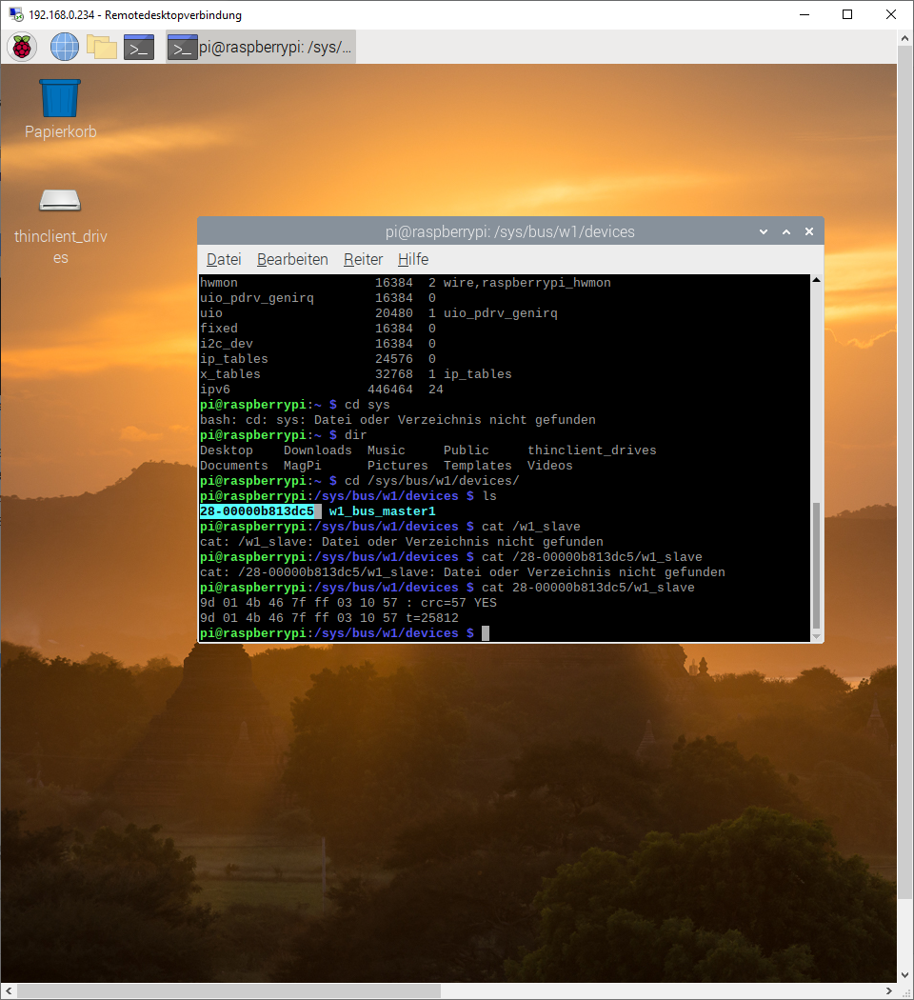 192.168.0.234 - Remotedesktopverbindung
pi@raspberrypi: /sys/...
Papierkorb
thinclient_driv
es
pi@raspberrypi: /sys/bus/w1/devices
Datei Bearbeiten Reiter Hilfe
hwmon                  16384  2 wire,raspberrypi_hwmon
uio_pdrv_genirq        16384  0
uio                    20480  1 uio_pdrv_genirq
fixed                  16384  0
i2c_dev                16384  0
ip_tables              24576  0
x_tables               32768  1 ip_tables
ipv6                  446464  24
pi@raspberrypi:~ $ cd sys
bash: cd: sys: Datei oder Verzeichnis nicht gefunden
pi@raspberrypi:~ $ dir
Desktop    Downloads  Music     Public     thinclient_drives
Documents  MagPi      Pictures  Templates  Videos
pi@raspberrypi:~ $ cd /sys/bus/w1/devices/
pi@raspberrypi:/sys/bus/w1/devices $ ls
28-00000b813dc5  w1_bus_master1
pi@raspberrypi:/sys/bus/w1/devices $ cat /w1_slave
cat: /w1_slave: Datei oder Verzeichnis nicht gefunden
pi@raspberrypi:/sys/bus/w1/devices $ cat /28-00000b813dc5/w1_slave
cat: /28-00000b813dc5/w1_slave: Datei oder Verzeichnis nicht gefunden
pi@raspberrypi:/sys/bus/w1/devices $ cat 28-00000b813dc5/w1_slave
9d 01 4b 46 7f ff 03 10 57 : crc=57 YES
9d 01 4b 46 7f ff 03 10 57 t=25812
pi@raspberrypi:/sys/bus/w1/devices $